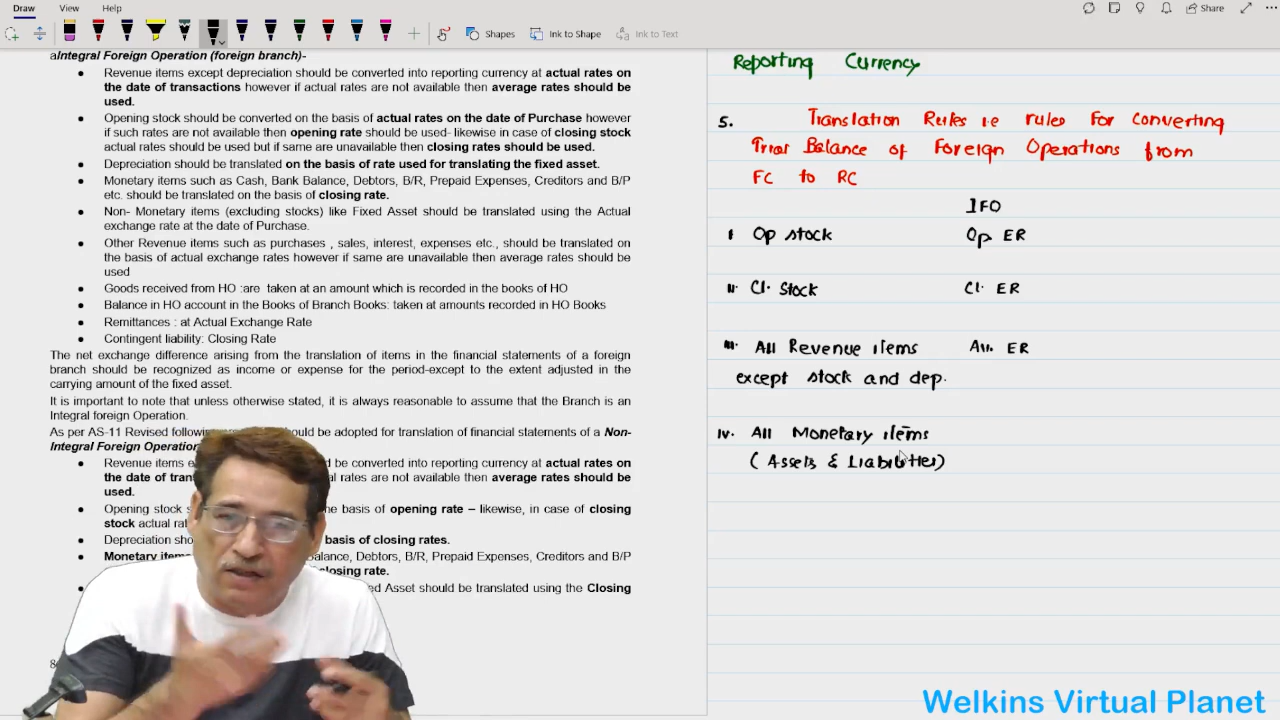 Draw View Help
Shapes Ink to Shape Ink to Text Share
aIntegral Foreign Operation (foreign branch)-
Revenue items except depreciation should be converted into reporting currency at actual rates on
the date of transactions however if actual rates are not available then average rates should be
used.
Opening stock should be converted on the basis of actual rates on the date of Purchase however
if such rates are not available then opening rate should be used- likewise in case of closing stock
actual rates should be used but if same are unavailable then closing rates should be used.
Depreciation should be translated on the basis of rate used for translating the fixed asset.
Monetary items such as Cash, Bank Balance, Debtors, B/R, Prepaid Expenses, Creditors and B/P
etc. should be translated on the basis of closing rate.
Non- Monetary items (excluding stocks) like Fixed Asset should be translated using the Actual
exchange rate at the date of Purchase.
Other Revenue items such as purchases , sales, interest, expenses etc., should be translated on
the basis of actual exchange rates however if same are unavailable then average rates should be
used
Goods received from HO :are taken at an amount which is recorded in the books of HO
Balance in HO account in the Books of Branch Books: taken at amounts recorded in HO Books
Remittances : at Actual Exchange Rate
Contingent liability: Closing Rate
The net exchange difference arising from the translation of items in the financial statements of a foreign
branch should be recognized as income or expense for the period-except to the extent adjusted in the
carrying amount of the fixed asset.
It is important to note that unless otherwise stated, it is always reasonable to assume that the Branch is an
Integral foreign Operation.
As per AS-11 Revised following should be adopted for translation of financial statements of a Non-
Integral Foreign Operation
Revenue items be converted into reporting currency at actual rates on
the date of rates are not available then average rates should be
used.
Opening stock basis of opening rate – likewise, in case of closing
stock actual
Depreciation basis of closing rates.
Monetary items Balance, Debtors, B/R, Prepaid Expenses, Creditors and B/P
closing rate.
Asset should be translated using the Closing
Reporting Currency
5. Translation Rules i.e rules For Converting
Trial Balance of Foreign Operations from
FC to RC
IFO
I Op stock Op ER
II. Cl. Stock Cl. ER
III. All Revenue items Av. ER
except stock and dep.
IV. All Monetary items
( Assets & Liabilities)
Welkins Virtual Planet